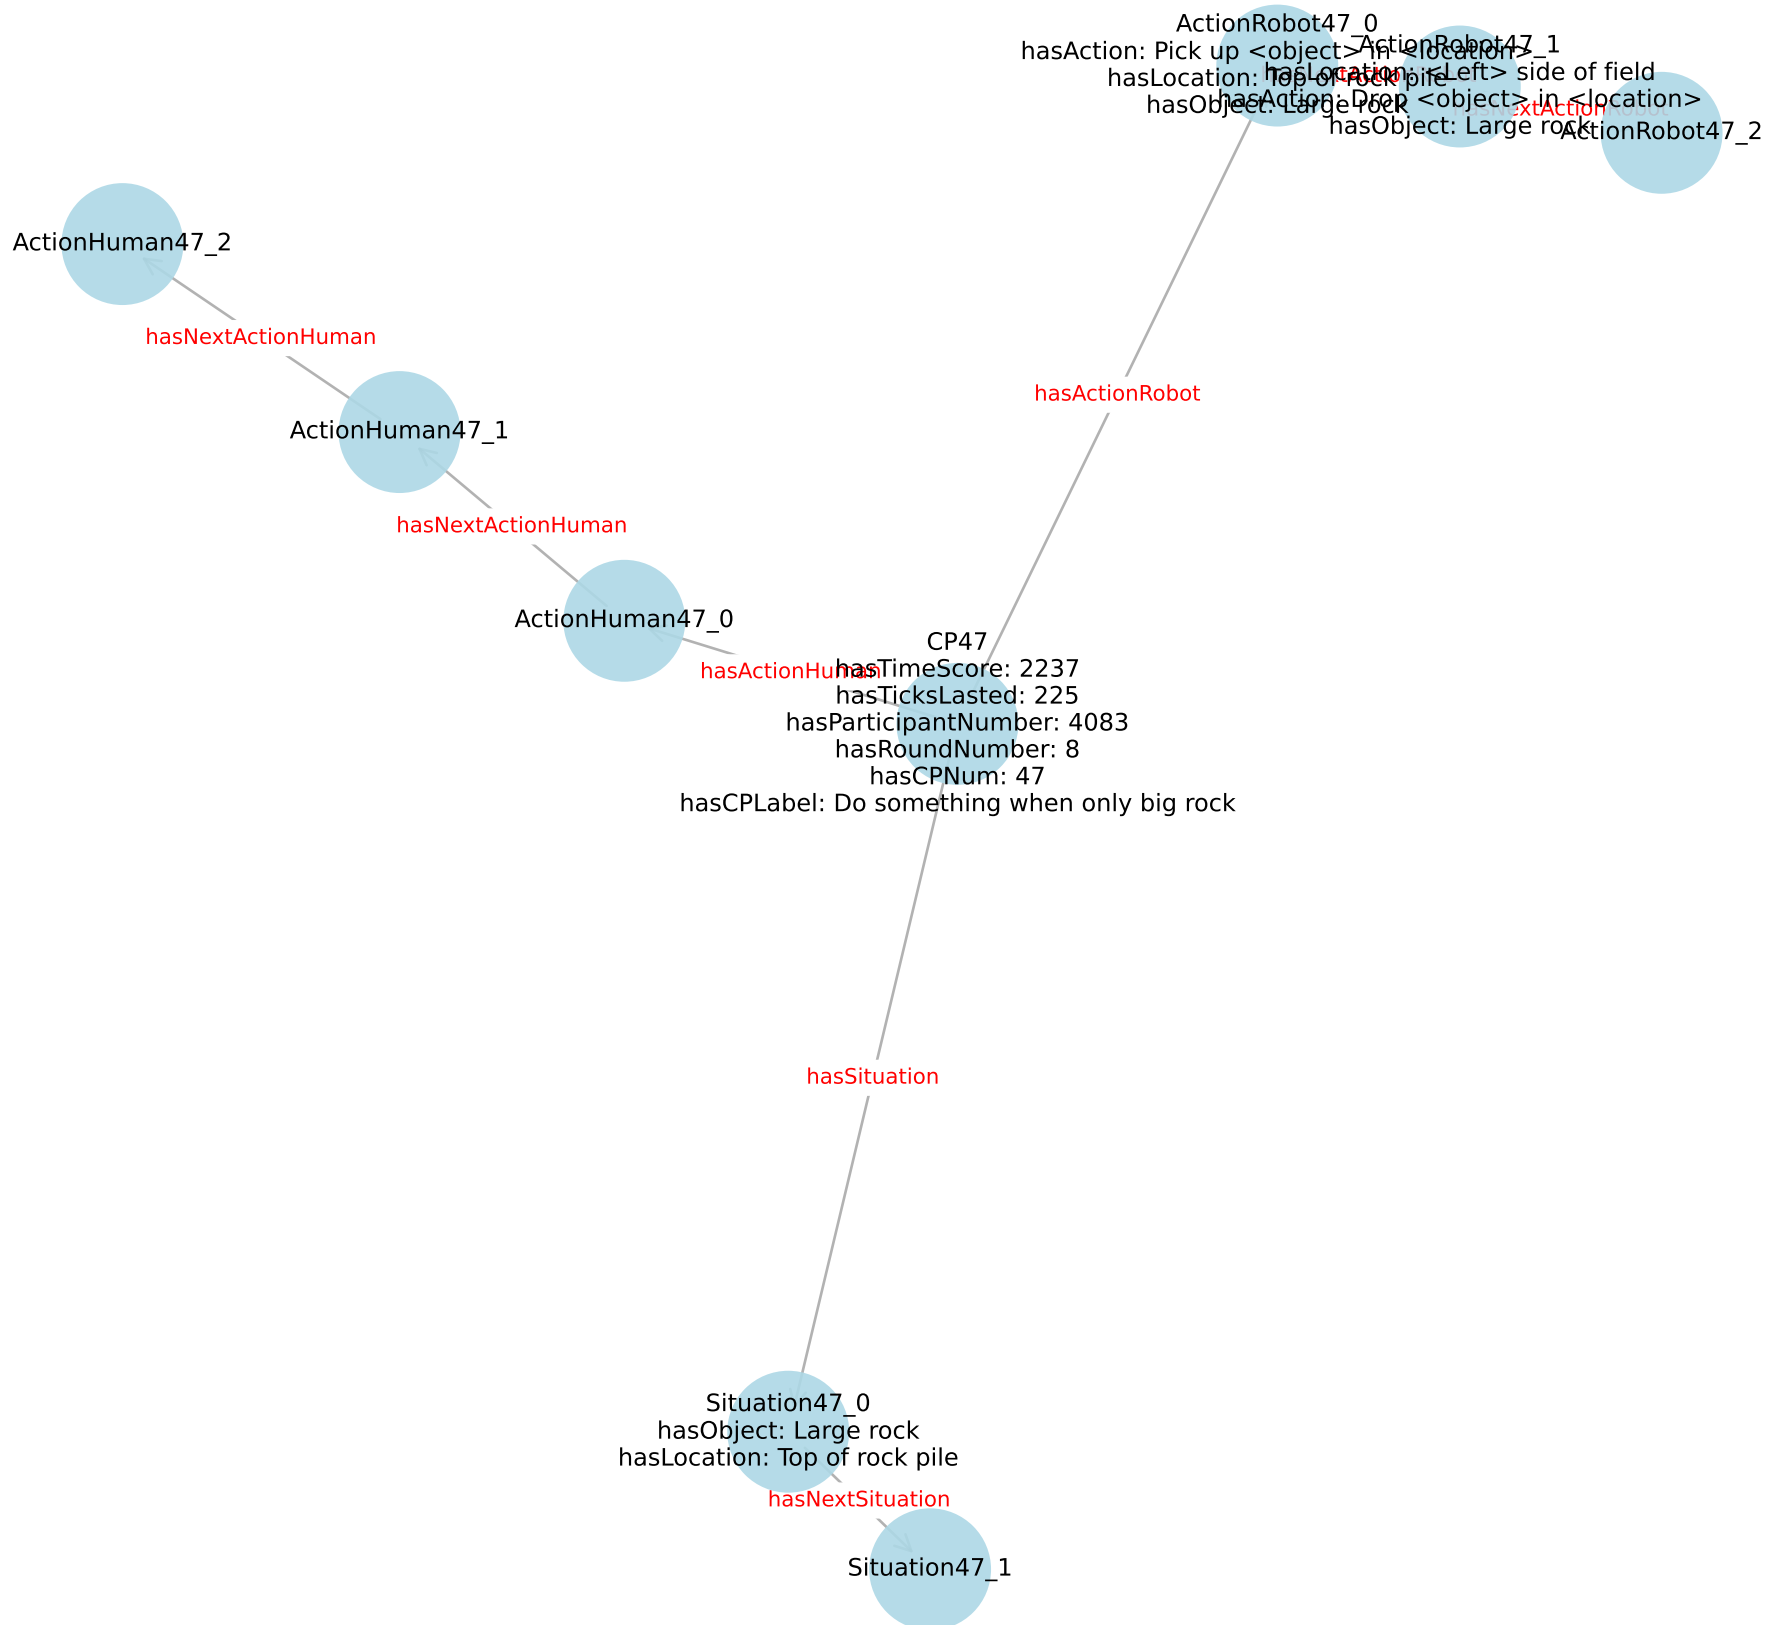 ActionRobot47_0
hasAction: Pick up <object> in <location>
hasLocation: Top of rock pile
hasObject: Large rock
ActionRobot47_1
hasLocation: <Left> side of field
hasAction: Drop <object> in <location>
hasObject: Large rock
hasNextActionRobot
ActionRobot47_2
ActionHuman47_2
hasNextActionHuman
hasActionRobot
ActionHuman47_1
hasNextActionHuman
ActionHuman47_0
hasActionHuman
CP47
hasTimeScore: 2237
hasTicksLasted: 225
hasParticipantNumber: 4083
hasRoundNumber: 8
hasCPNum: 47
hasCPLabel: Do something when only big rock
hasSituation
Situation47_0
hasObject: Large rock
hasLocation: Top of rock pile
hasNextSituation
Situation47_1